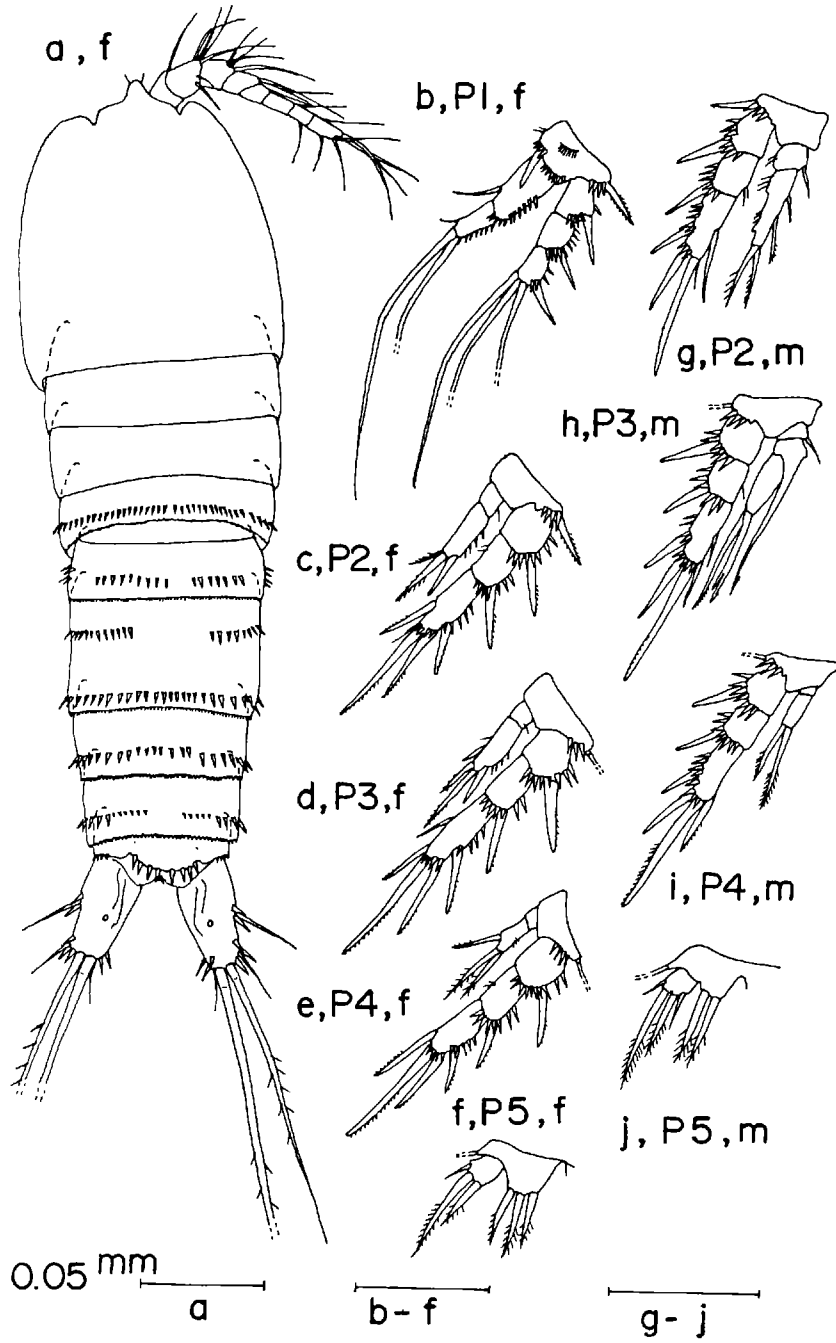 a, f
b, P1, f
g, P2, m
h, P3, m
c, P2, f
d, P3, f
i, P4, m
e, P4, f
f, P5, f
j, P5, m
0.05 mm
a
b-f
g-j